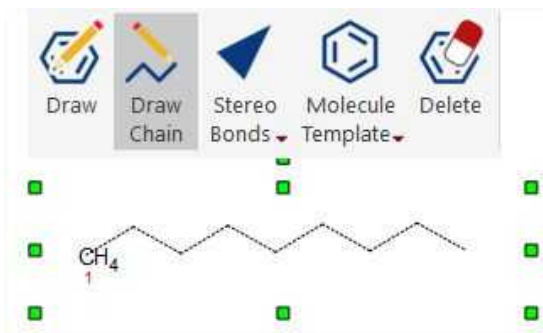 Draw
Draw Chain
Stereo Bonds
Molecule Template
Delete
CH4
1